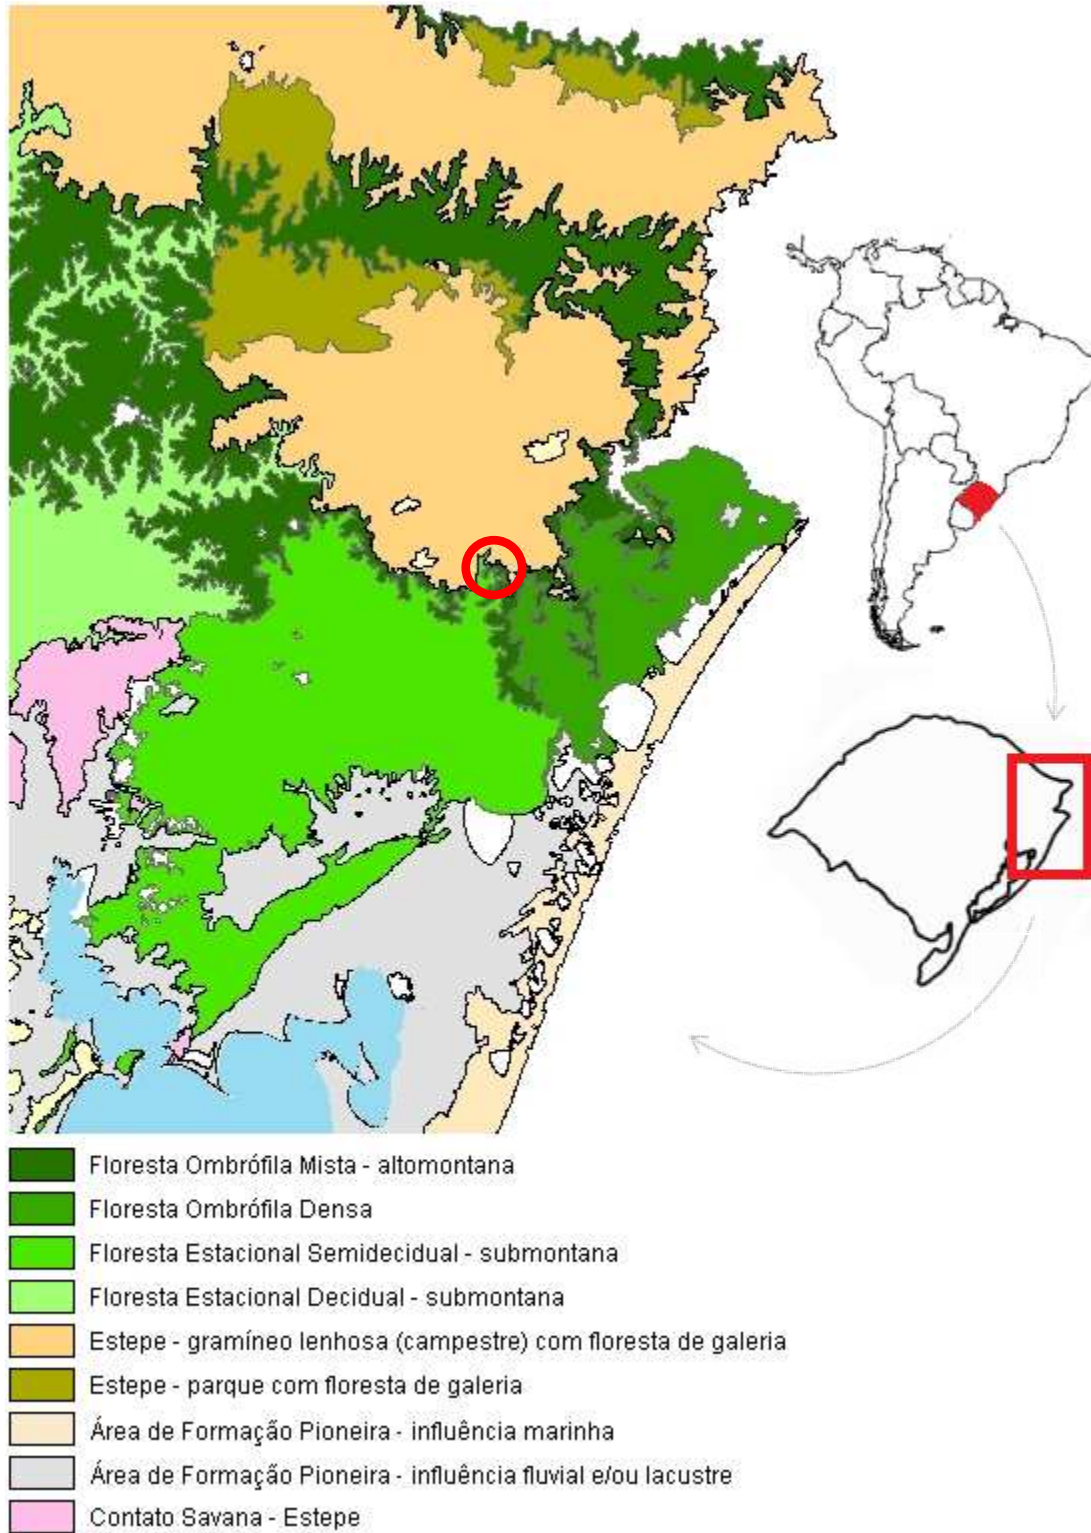 Floresta Ombrófila Mista - altomontana
Floresta Ombrófila Densa
Floresta Estacional Semidecidual - submontana
Floresta Estacional Decidual - submontana
Estepe - gramíneo lenhosa (campestre) com floresta de galeria
Estepe - parque com floresta de galeria
Área de Formação Pioneira - influência marinha
Área de Formação Pioneira - influência fluvial e/ou lacustre
Contato Savana - Estepe